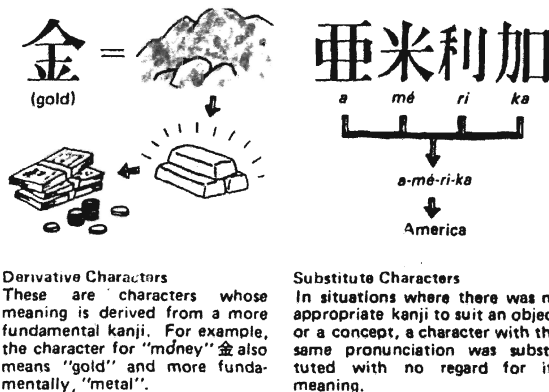 金 =
(gold)
亜米利加
a mé ri ka
a-mé-ri-ka
America
Derivative Characters
These are characters whose
meaning is derived from a more
fundamental kanji. For example,
the character for "money" 金 also
means "gold" and more funda-
mentally, "metal".
Substitute Characters
In situations where there was
appropriate kanji to suit an
or a concept, a character with
same pronunciation was
tuted with no regard for
meaning.